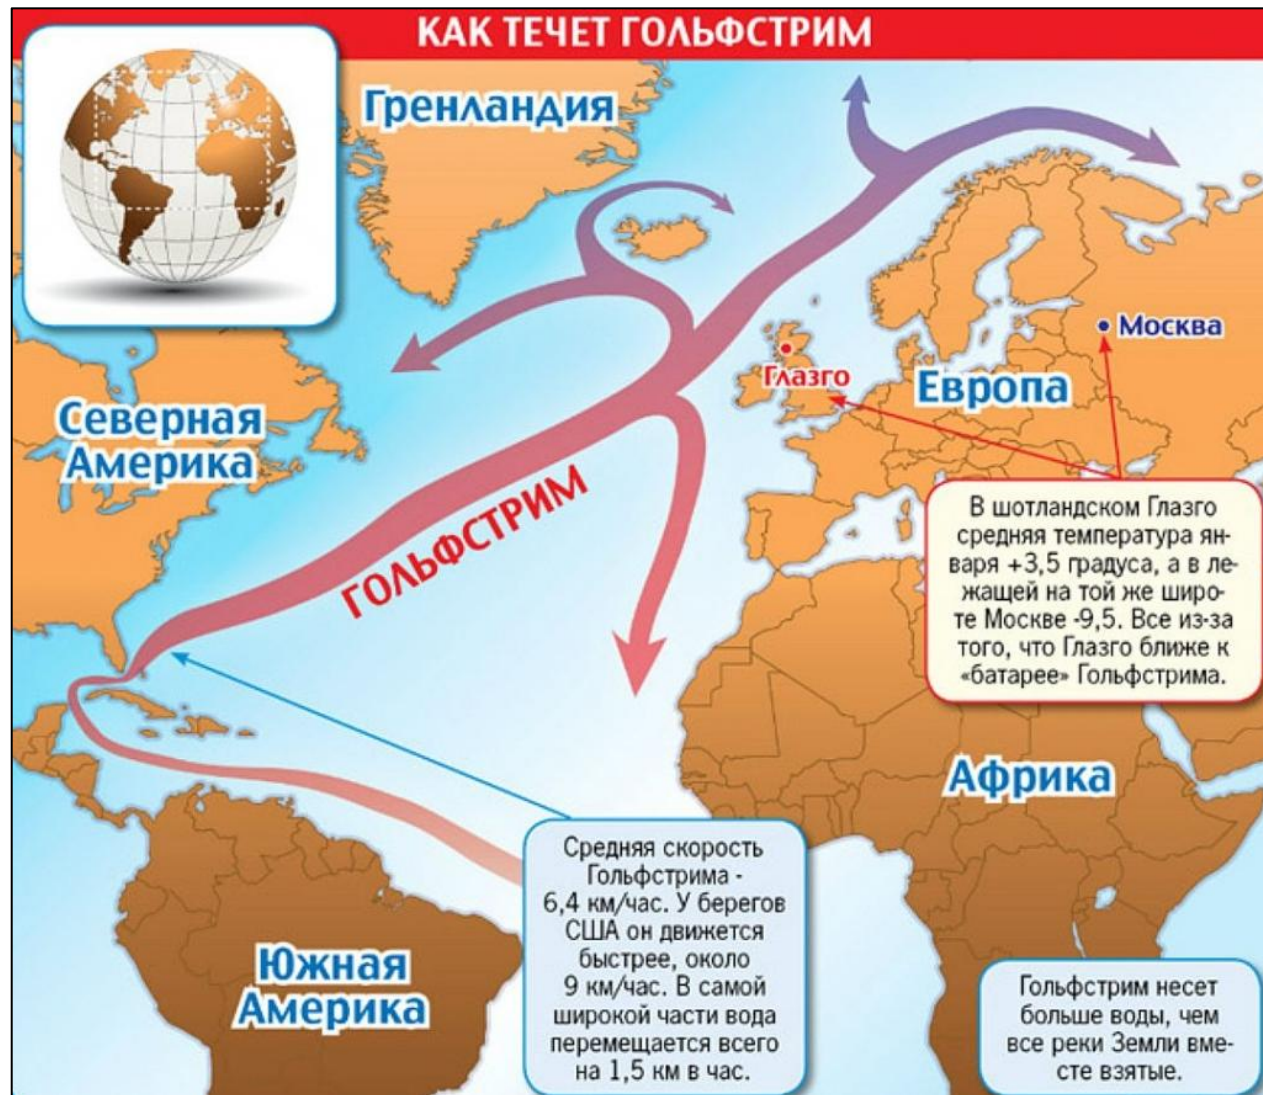 КАК ТЕЧЕТ ГОЛЬФСТРИМ
Гренландия
Москва
Глазго
Европа
Северная
Америка
ГОЛЬФСТРИМ
В шотландском Глазго
средняя температура ян-
варя +3,5 градуса, а в ле-
жащей на той же широ-
те Москве -9,5. Все из-за
того, что Глазго ближе к
«батарее» Гольфстрима.
Африка
Средняя скорость
Гольфстрима -
6,4 км/час. У берегов
США он движется
быстрее, около
9 км/час. В самой
широкой части вода
перемещается всего
на 1,5 км в час.
Южная
Америка
Гольфстрим несет
больше воды, чем
все реки Земли вме-
сте взятые.